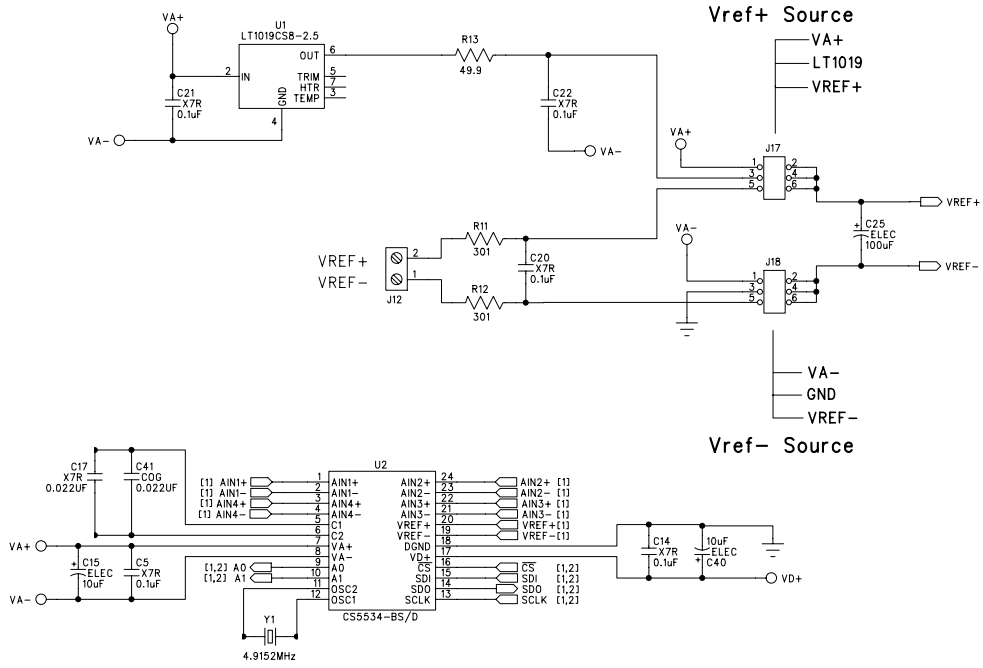 Vref+ Source
VA+
LT1019
VREF+
VA+
U1
LT1019CS8-2.5
2 IN
OUT 6
TRIM 5
HTR 7
TEMP 3
GND
4
C21
X7R
0.1uF
VA-
R13
49.9
C22
X7R
0.1uF
VA-
VA+
J17
1 2
3 4
5 6
VREF+
C25
+ ELEC
100uF
VREF-
VREF+
VREF-
2
1
J12
R11
301
C20
X7R
0.1uF
R12
301
VA-
J18
1 2
3 4
5 6
VA-
GND
VREF-
Vref- Source
C17
X7R
0.022UF
C41
COG
0.022UF
U2
[1] AIN1+ 1 AIN1+
[1] AIN1- 2 AIN1-
[1] AIN4+ 3 AIN4+
[1] AIN4- 4 AIN4-
5 C1
6 C2
VA+ 7 VA+
8 VA-
[1,2] A0 9 A0
[1,2] A1 10 A1
11 OSC2
12 OSC1
AIN2+ 24 AIN2+ [1]
AIN2- 23 AIN2- [1]
AIN3+ 22 AIN3+ [1]
AIN3- 21 AIN3- [1]
VREF+ 20 VREF+[1]
VREF- 19 VREF-[1]
DGND 18
VD+ 17
CS 16 CS [1,2]
SDI 15 SDI [1,2]
SDO 14 SDO [1,2]
SCLK 13 SCLK [1,2]
CS5534-BS/D
C15
+ ELEC
10uF
C5
X7R
0.1uF
VA-
Y1
4.9152MHz
C14
X7R
0.1uF
10uF
ELEC
+ C40
VD+